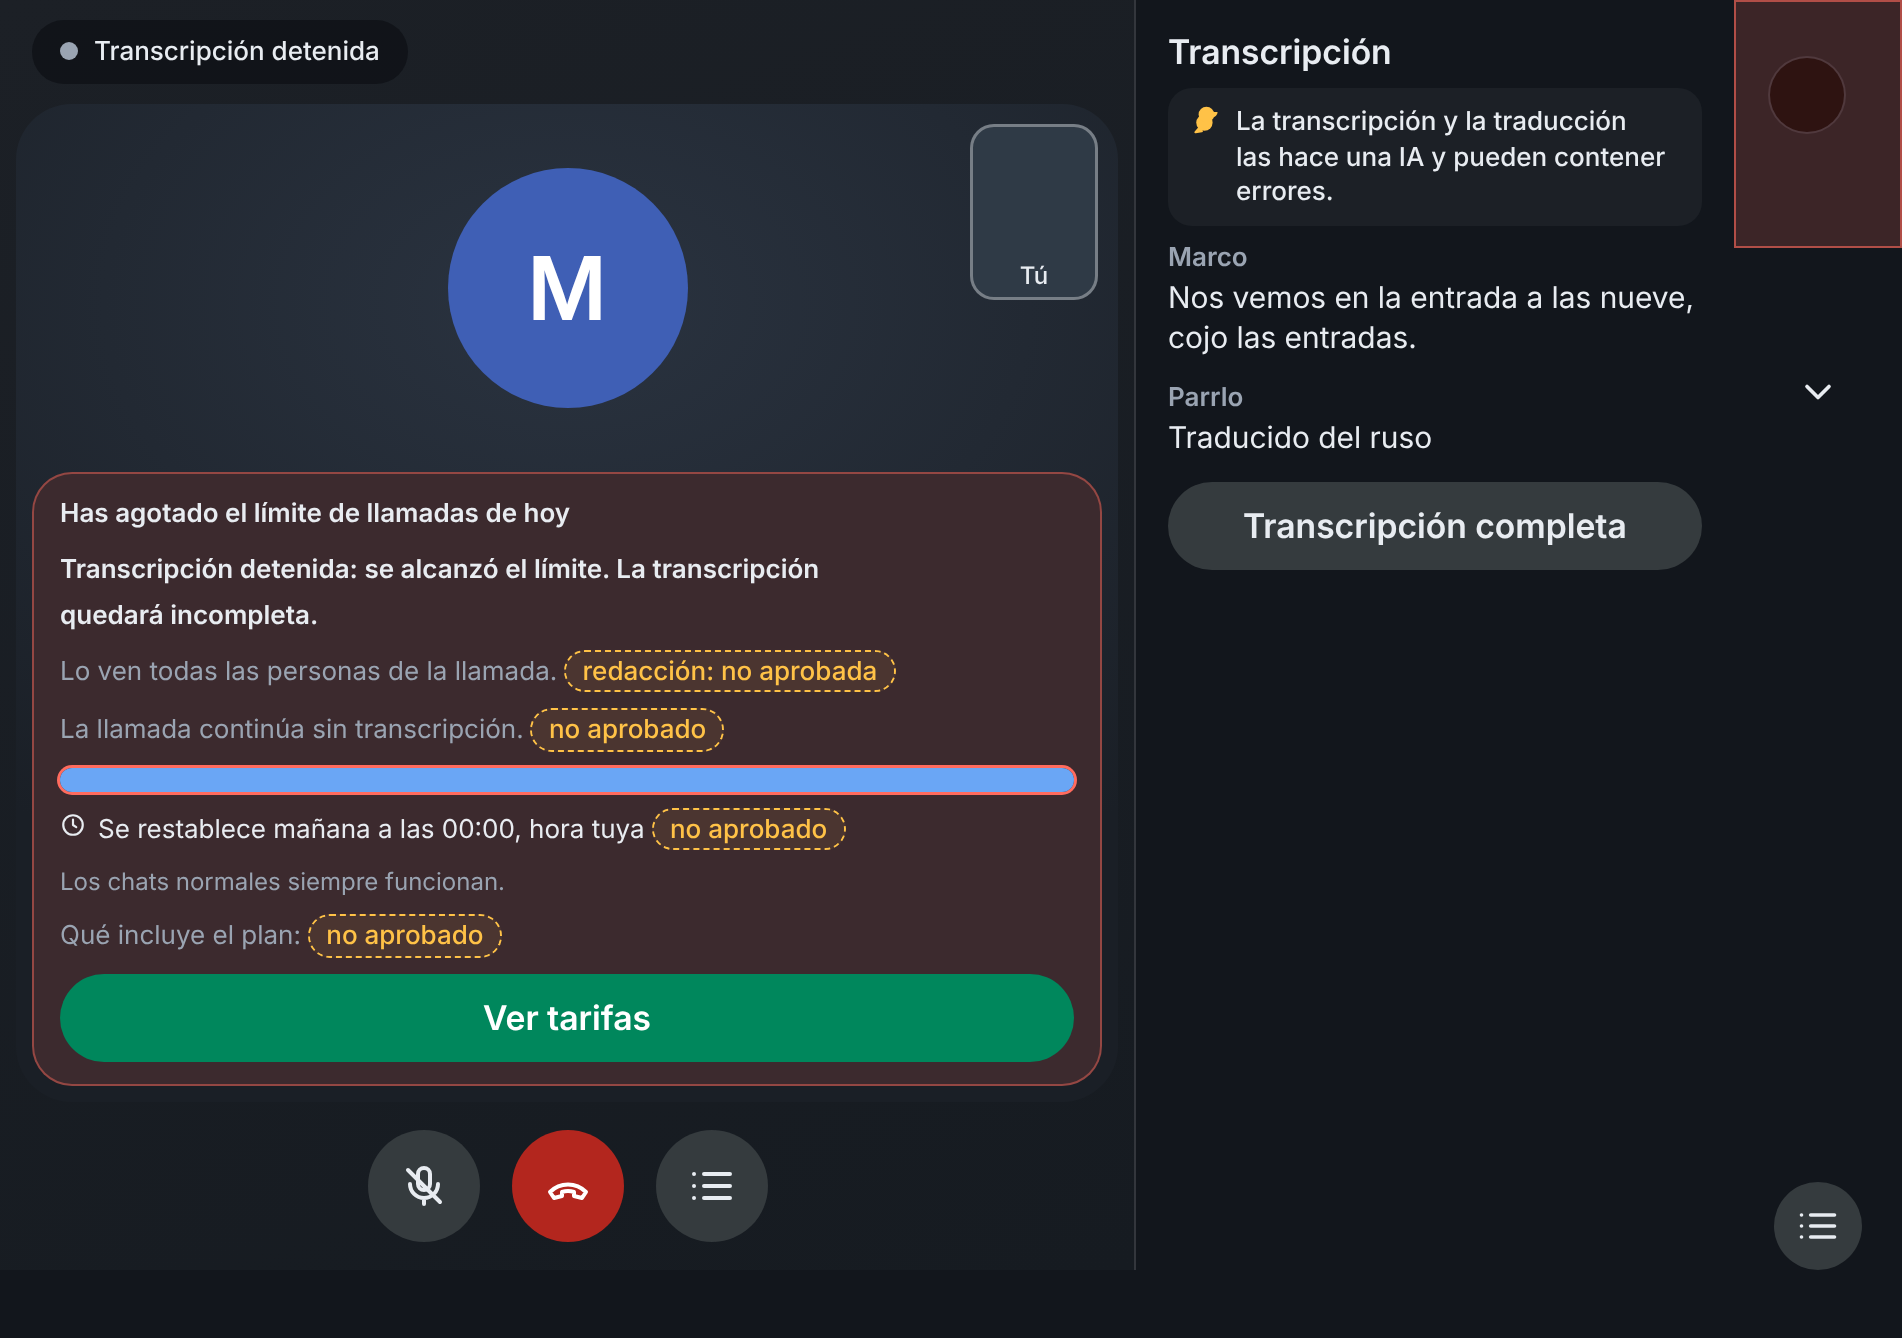 Transcripción detenida
M
Tú
Has agotado el límite de llamadas de hoy
Transcripción detenida: se alcanzó el límite. La transcripción
quedará incompleta.
Lo ven todas las personas de la llamada. redacción: no aprobada
La llamada continúa sin transcripción. no aprobado
Se restablece mañana a las 00:00, hora tuya no aprobado
Los chats normales siempre funcionan.
Qué incluye el plan: no aprobado
Ver tarifas
Transcripción
La transcripción y la traducción
las hace una IA y pueden contener
errores.
Marco
Nos vemos en la entrada a las nueve,
cojo las entradas.
Parrlo
Traducido del ruso
Transcripción completa